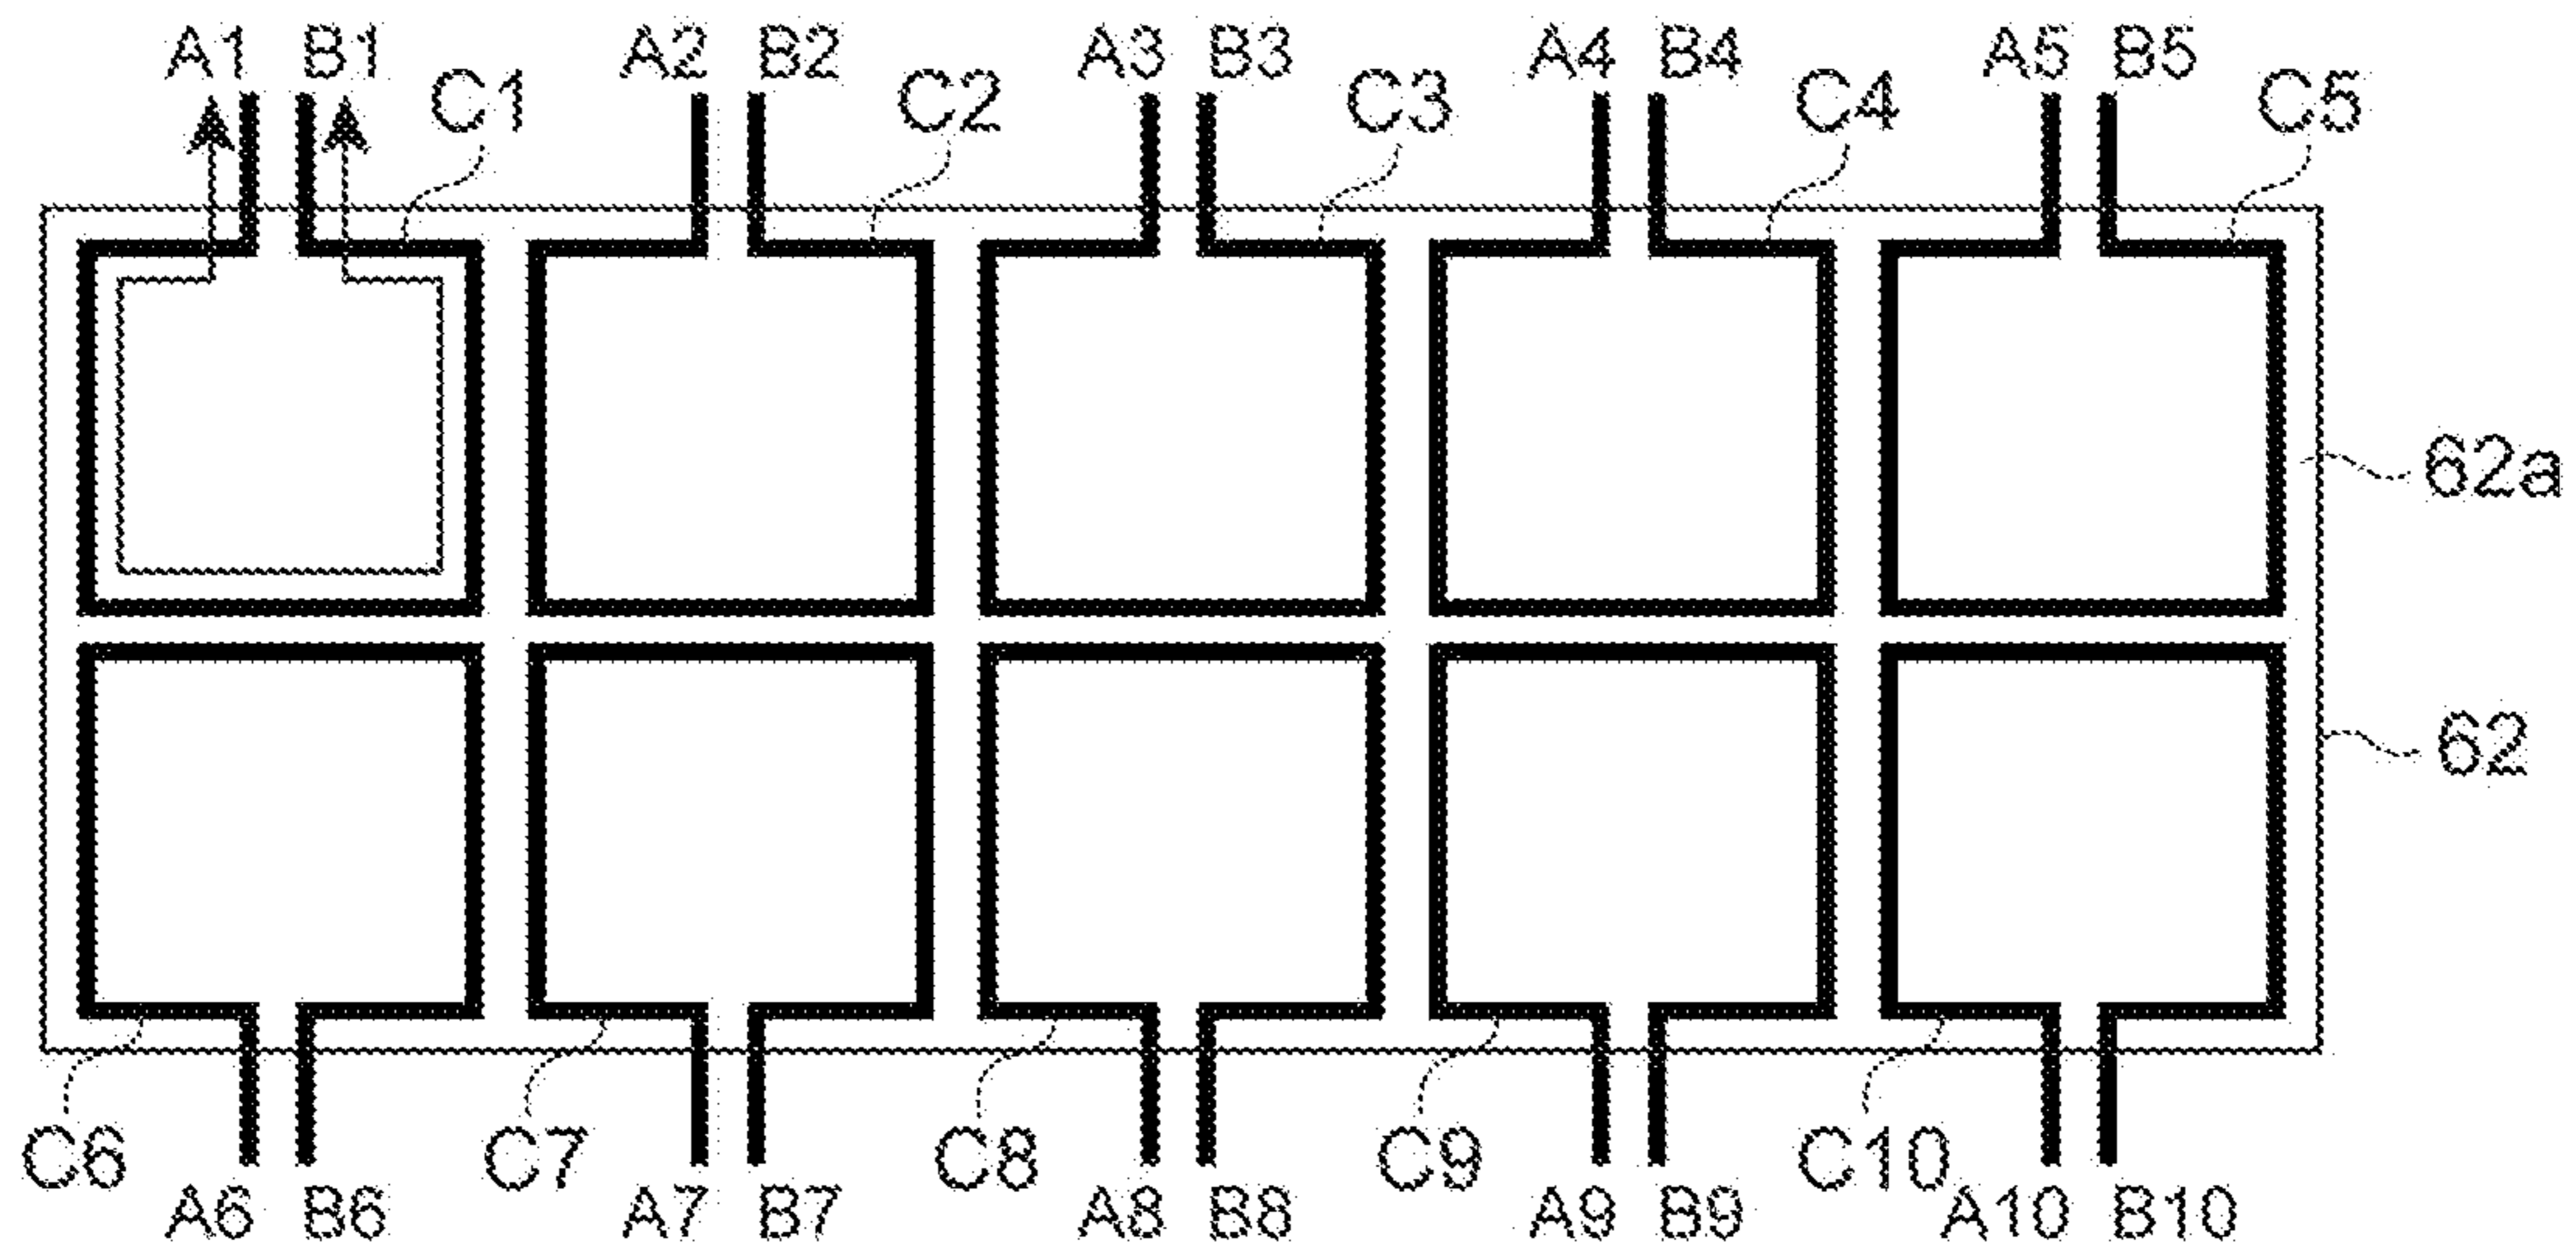 A1 B1 A2 B2 A3 B3 A4 B4 A5 B5
C1 C2 C3 C4 C5
62a
62
C6 C7 C8 C9 C10
A6 B6 A7 B7 A8 B8 A9 B9 A10 B10